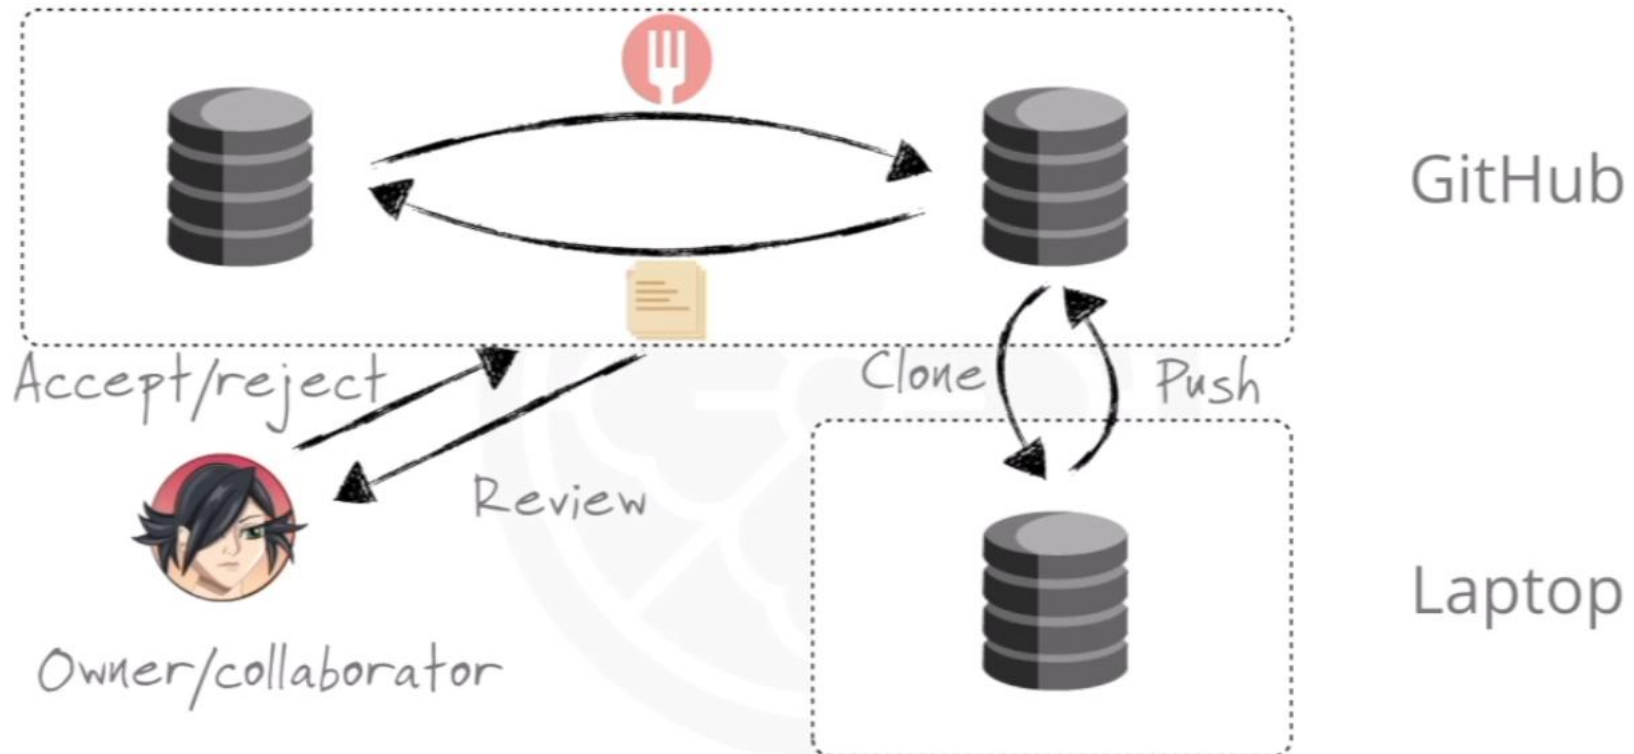 GitHub
Accept/reject
Clone
Push
Review
Laptop
Owner/collaborator